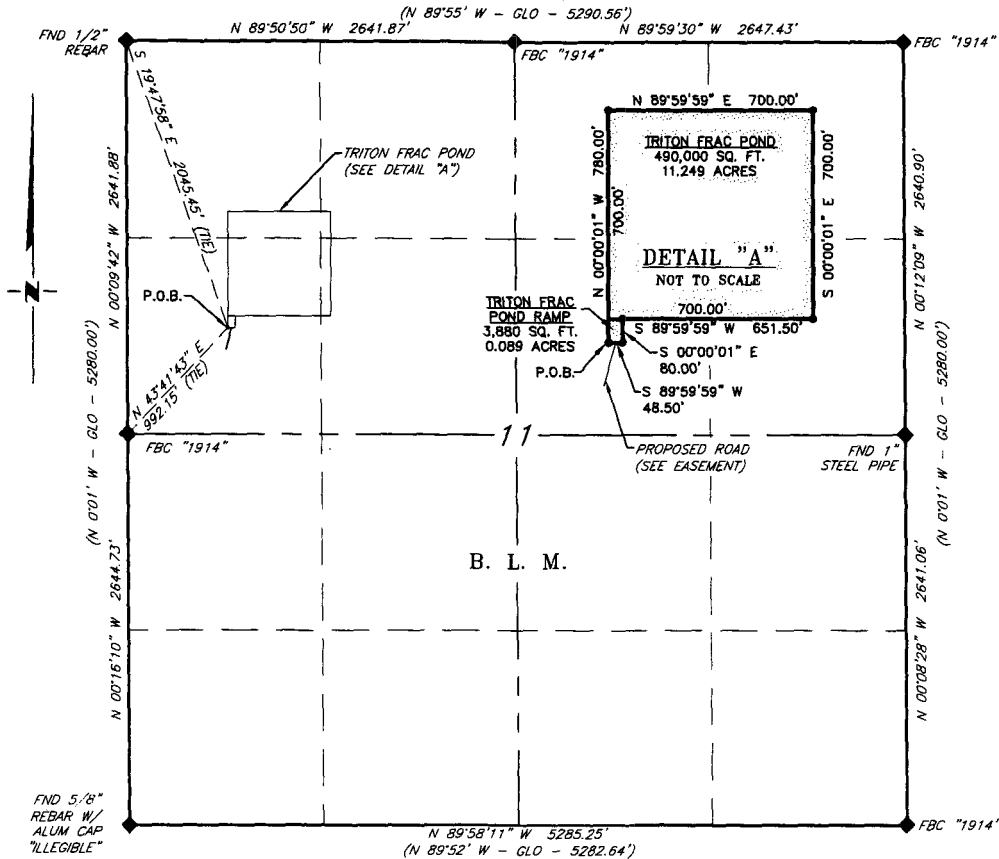 (N 89°55' W - GLO - 5290.56')
N 89°50'50" W 2641.87'
N 89°59'30" W 2647.43'
FND 1/2"
REBAR
FBC "1914"
FBC "1914"
S 19°47'58" E 2045.45' (TIE)
TRITON FRAC POND
(SEE DETAIL "A")
N 89°59'59" E 700.00'
TRITON FRAC POND
490,000 SQ. FT.
11.249 ACRES
N 00°00'01" W 780.00'
700.00'
S 00°00'01" E 700.00'
DETAIL "A"
NOT TO SCALE
700.00'
S 89°59'59" W 651.50'
TRITON FRAC
POND RAMP
3,880 SQ. FT.
0.089 ACRES
P.O.B.
S 00°00'01" E
80.00'
S 89°59'59" W
48.50'
N 00°09'42" W 2641.88'
N 00°12'09" W 2640.90'
-N-
P.O.B.
N 43°41'43" E
992.15' (TIE)
(N 0°01' W - GLO - 5280.00')
(N 0°01' W - GLO - 5280.00')
FBC "1914"
11
PROPOSED ROAD
(SEE EASEMENT)
FND 1"
STEEL PIPE
B. L. M.
N 00°16'10" W 2644.73'
N 00°08'28" W 2641.06'
FND 5/8"
REBAR W/
ALUM CAP
"ILLEGIBLE"
N 89°58'11" W 5285.25'
(N 89°52' W - GLO - 5282.64')
FBC "1914'